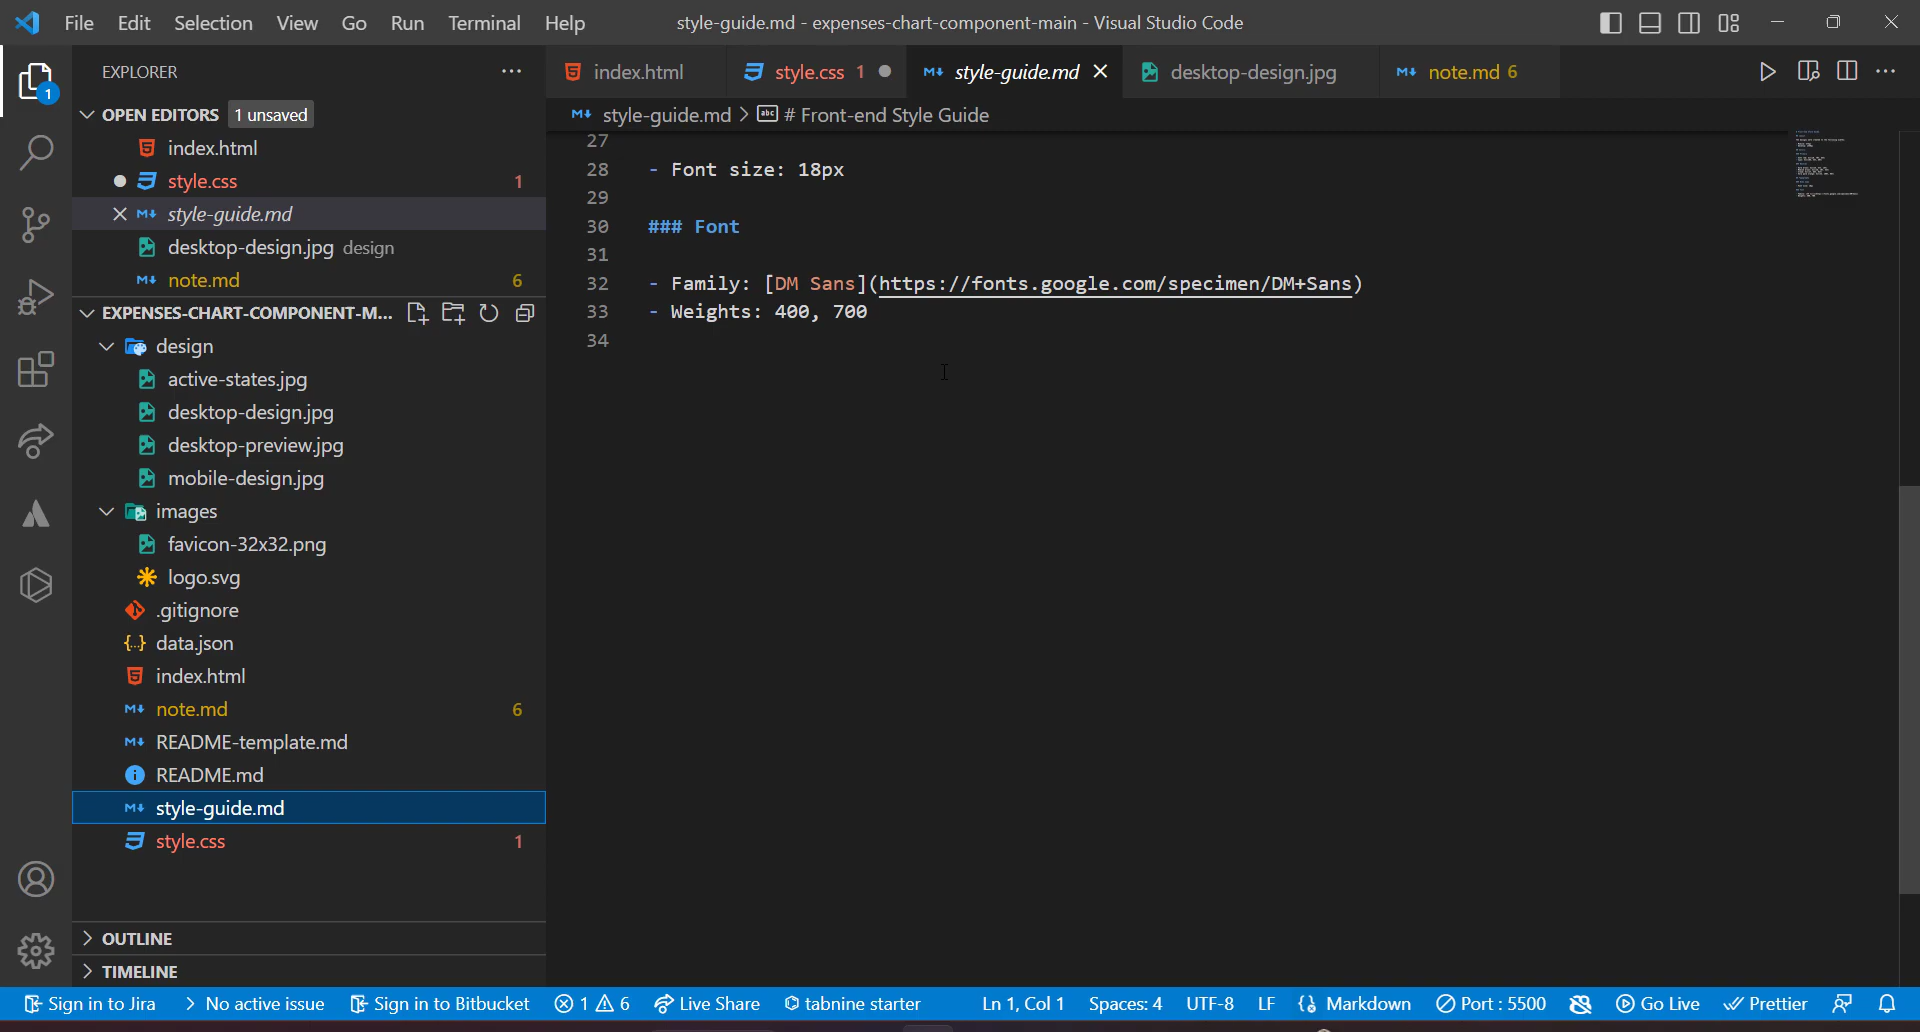 File Edit Selection View Go Run Terminal Help
style-guide.md - expenses-chart-component-main - Visual Studio Code
EXPLORER
OPEN EDITORS 1 unsaved
index.html
style.css 1
style-guide.md
desktop-design.jpg design
note.md 6
EXPENSES-CHART-COMPONENT-M...
design
active-states.jpg
desktop-design.jpg
desktop-preview.jpg
mobile-design.jpg
images
favicon-32x32.png
logo.svg
.gitignore
data.json
index.html
note.md 6
README-template.md
README.md
style-guide.md
style.css 1
OUTLINE
TIMELINE
index.html style.css 1 style-guide.md desktop-design.jpg note.md 6
style-guide.md > # Front-end Style Guide
27
28 - Font size: 18px
29
30 ### Font
31
32 - Family: [DM Sans](https://fonts.google.com/specimen/DM+Sans)
33 - Weights: 400, 700
34
Sign in to Jira No active issue Sign in to Bitbucket 1 6 Live Share tabnine starter Ln 1, Col 1 Spaces: 4 UTF-8 LF Markdown Port : 5500 Go Live Prettier